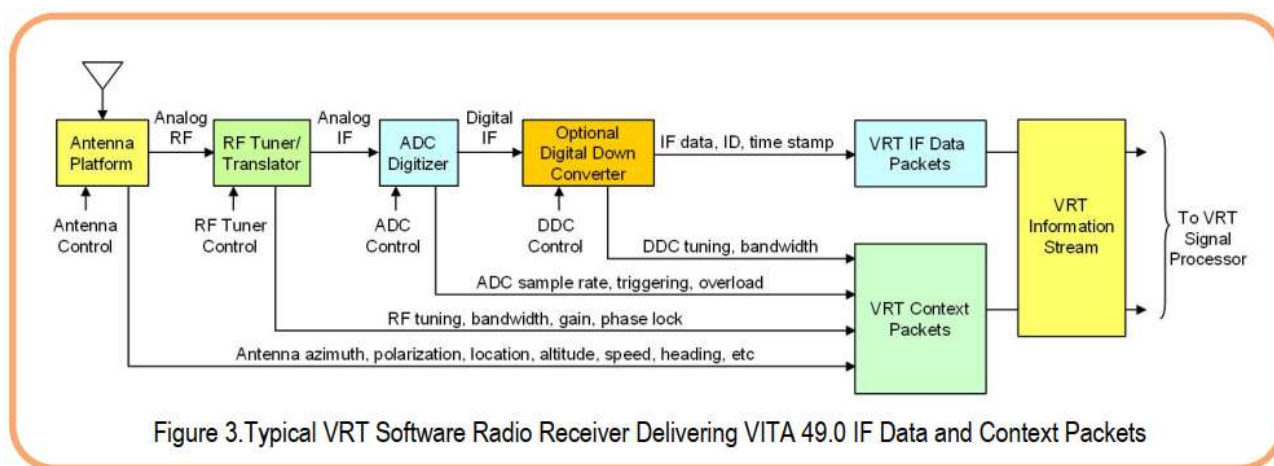 Analog
RF
Analog
IF
Digital
IF
Antenna
Platform
RF Tuner/
Translator
ADC
Digitizer
Optional
Digital Down
Converter
IF data, ID, time stamp
VRT IF Data
Packets
VRT
Information
Stream
To VRT
Signal
Processor
Antenna
Control
RF Tuner
Control
ADC
Control
DDC
Control
DDC tuning, bandwidth
ADC sample rate, triggering, overload
RF tuning, bandwidth, gain, phase lock
Antenna azimuth, polarization, location, altitude, speed, heading, etc
VRT Context
Packets
Figure 3.Typical VRT Software Radio Receiver Delivering VITA 49.0 IF Data and Context Packets